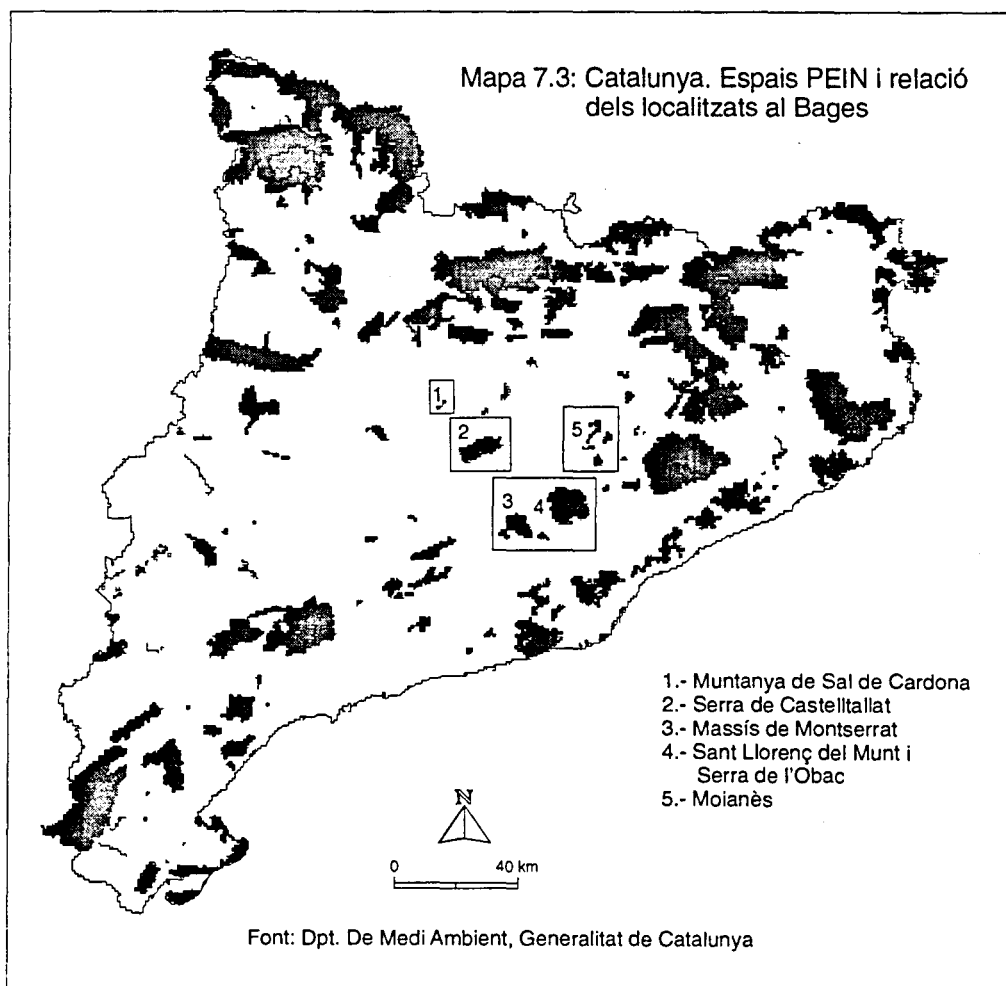 Mapa 7.3: Catalunya. Espais PEIN i relació
dels localitzats al Bages
1
2
5
3
4
1.- Muntanya de Sal de Cardona
2.- Serra de Castelltallat
3.- Massís de Montserrat
4.- Sant Llorenç del Munt i
Serra de l'Obac
5.- Moianès
N
0 40 km
Font: Dpt. De Medi Ambient, Generalitat de Catalunya